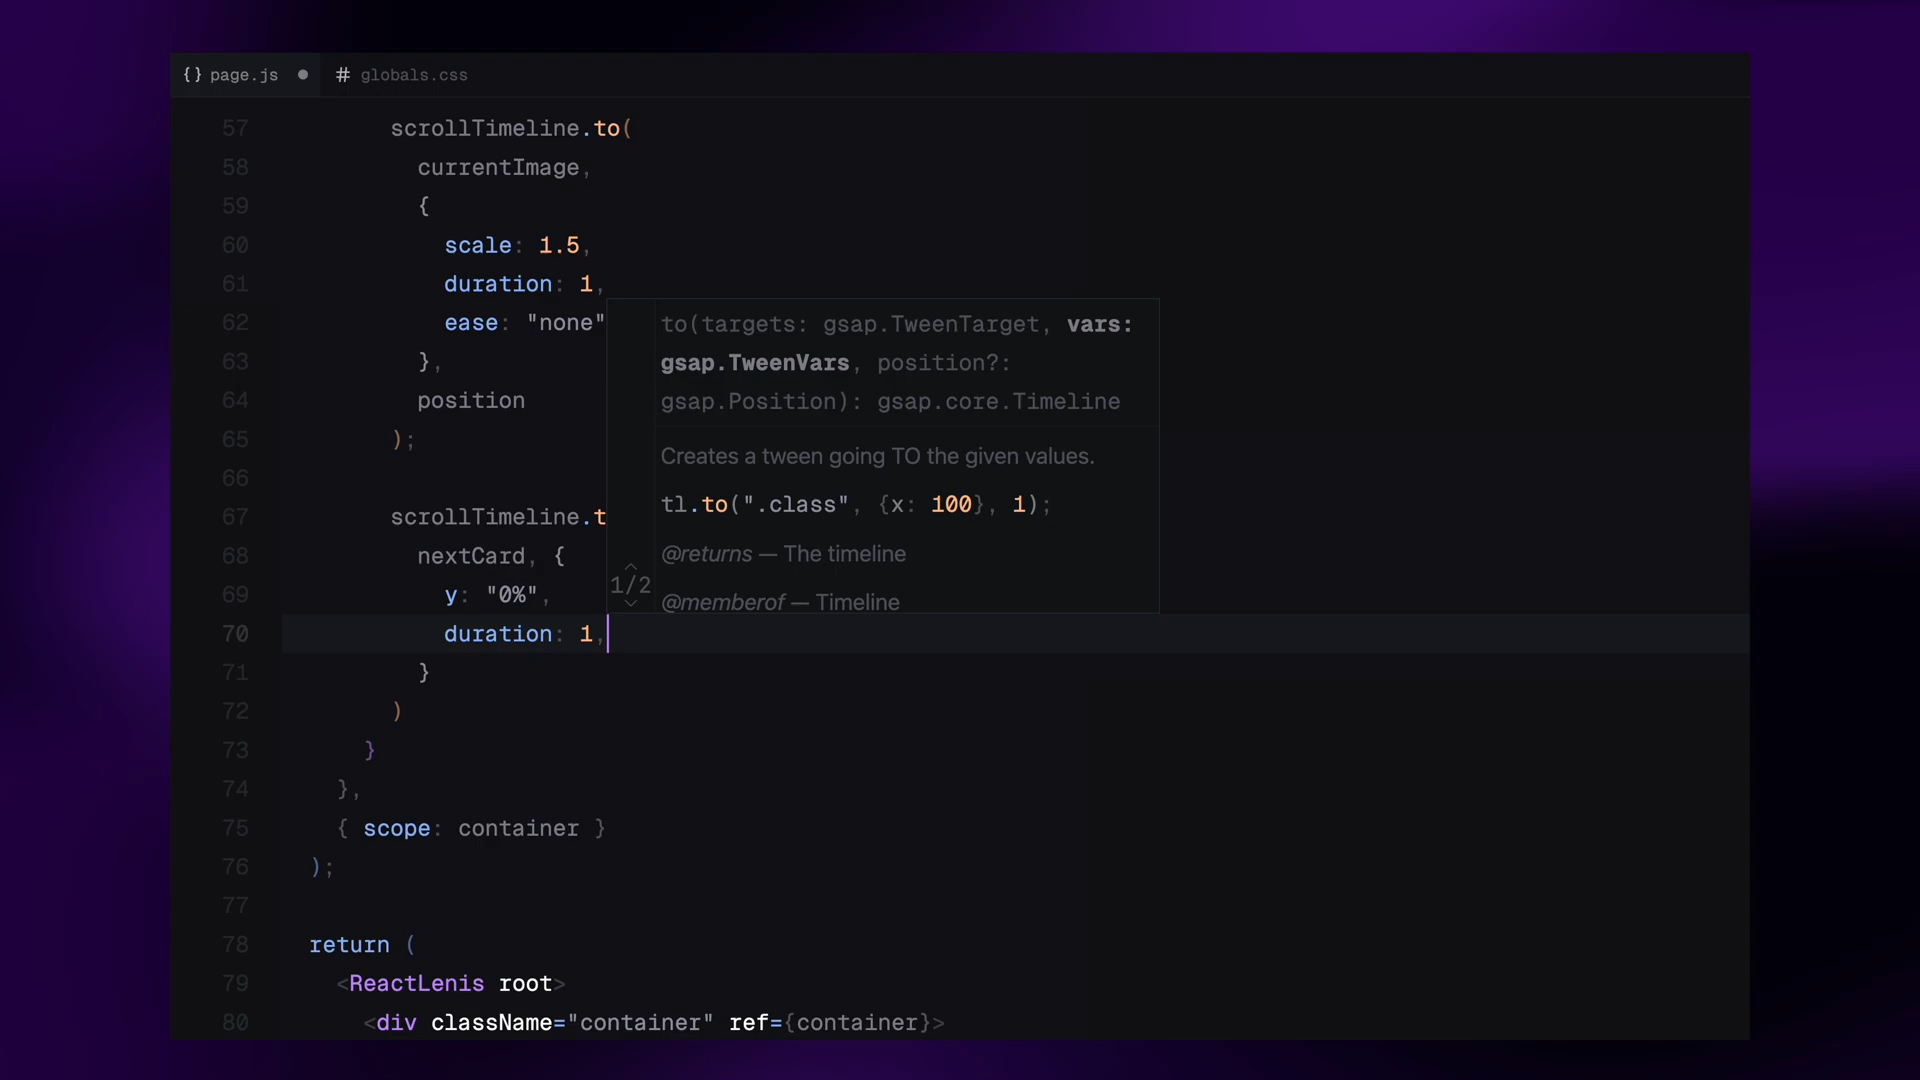 {} page.js ● # globals.css
57 scrollTimeline.to(
58 currentImage,
59 {
60 scale: 1.5,
61 duration: 1,
62 ease: "none"
63 },
64 position
65 );
66
67 scrollTimeline.t
68 nextCard, {
69 y: "0%",
70 duration: 1,
71 }
72 )
73 }
74 },
75 { scope: container }
76 );
77
78 return (
79 <ReactLenis root>
80 <div className="container" ref={container}>
to(targets: gsap.TweenTarget, vars:
gsap.TweenVars, position?:
gsap.Position): gsap.core.Timeline
Creates a tween going TO the given values.
tl.to(".class", {x: 100}, 1);
@returns — The timeline
1/2
@memberof — Timeline